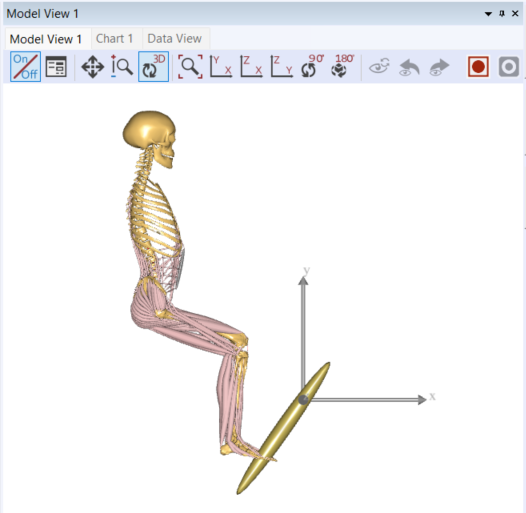 Model View 1
Model View 1 Chart 1 Data View
On Off 3D Y X Z X Z Y 90° 180°
y
x